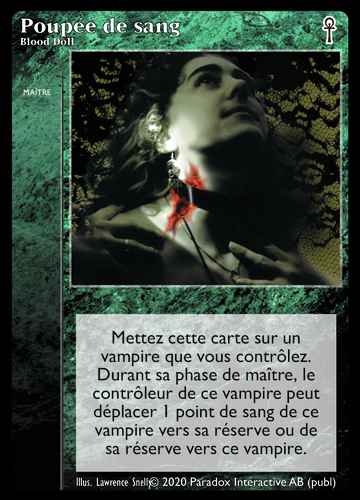 Poupée de sang
Blood Doll
MAÎTRE
Mettez cette carte sur un
vampire que vous contrôlez.
Durant sa phase de maître, le
contrôleur de ce vampire peut
déplacer 1 point de sang de ce
vampire vers sa réserve ou de
sa réserve vers ce vampire.
Illus. Lawrence Snelly© 2020 Paradox Interactive AB (publ)